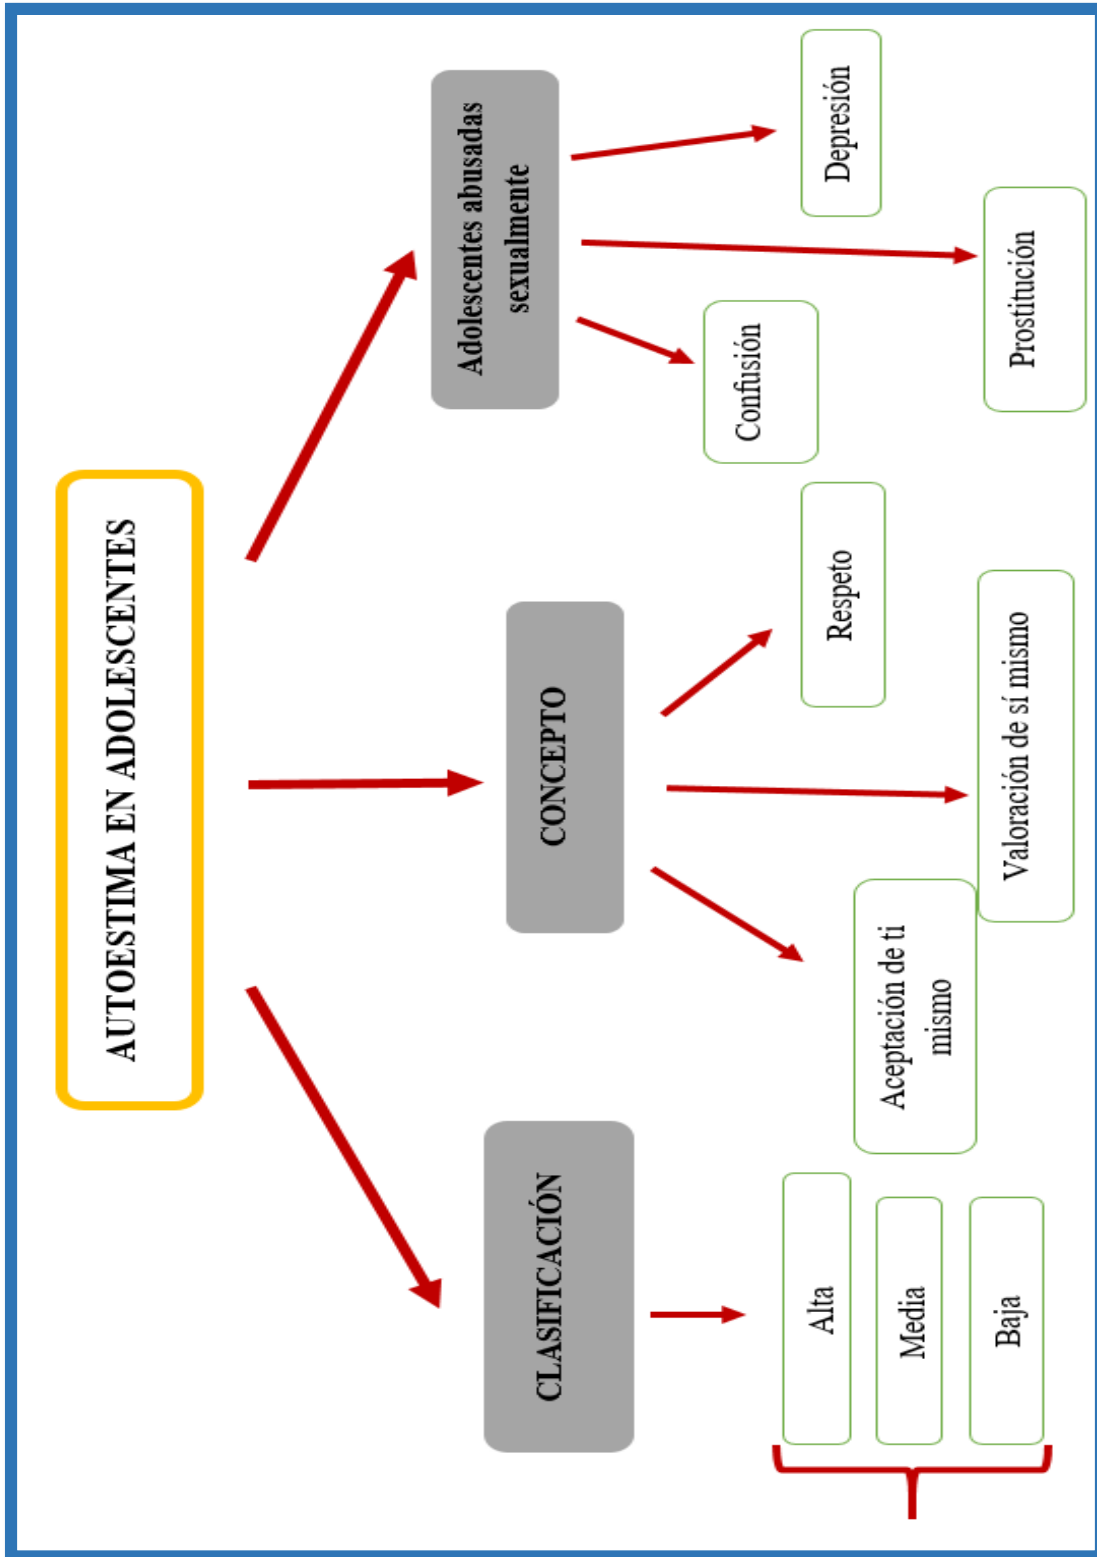 AUTOESTIMA EN ADOLESCENTES
CLASIFICACIÓN
Alta
Media
Baja
CONCEPTO
Aceptación de ti
mismo
Valoración de sí mismo
Respeto
Adolescentes abusadas
sexualmente
Confusión
Prostitución
Depresión